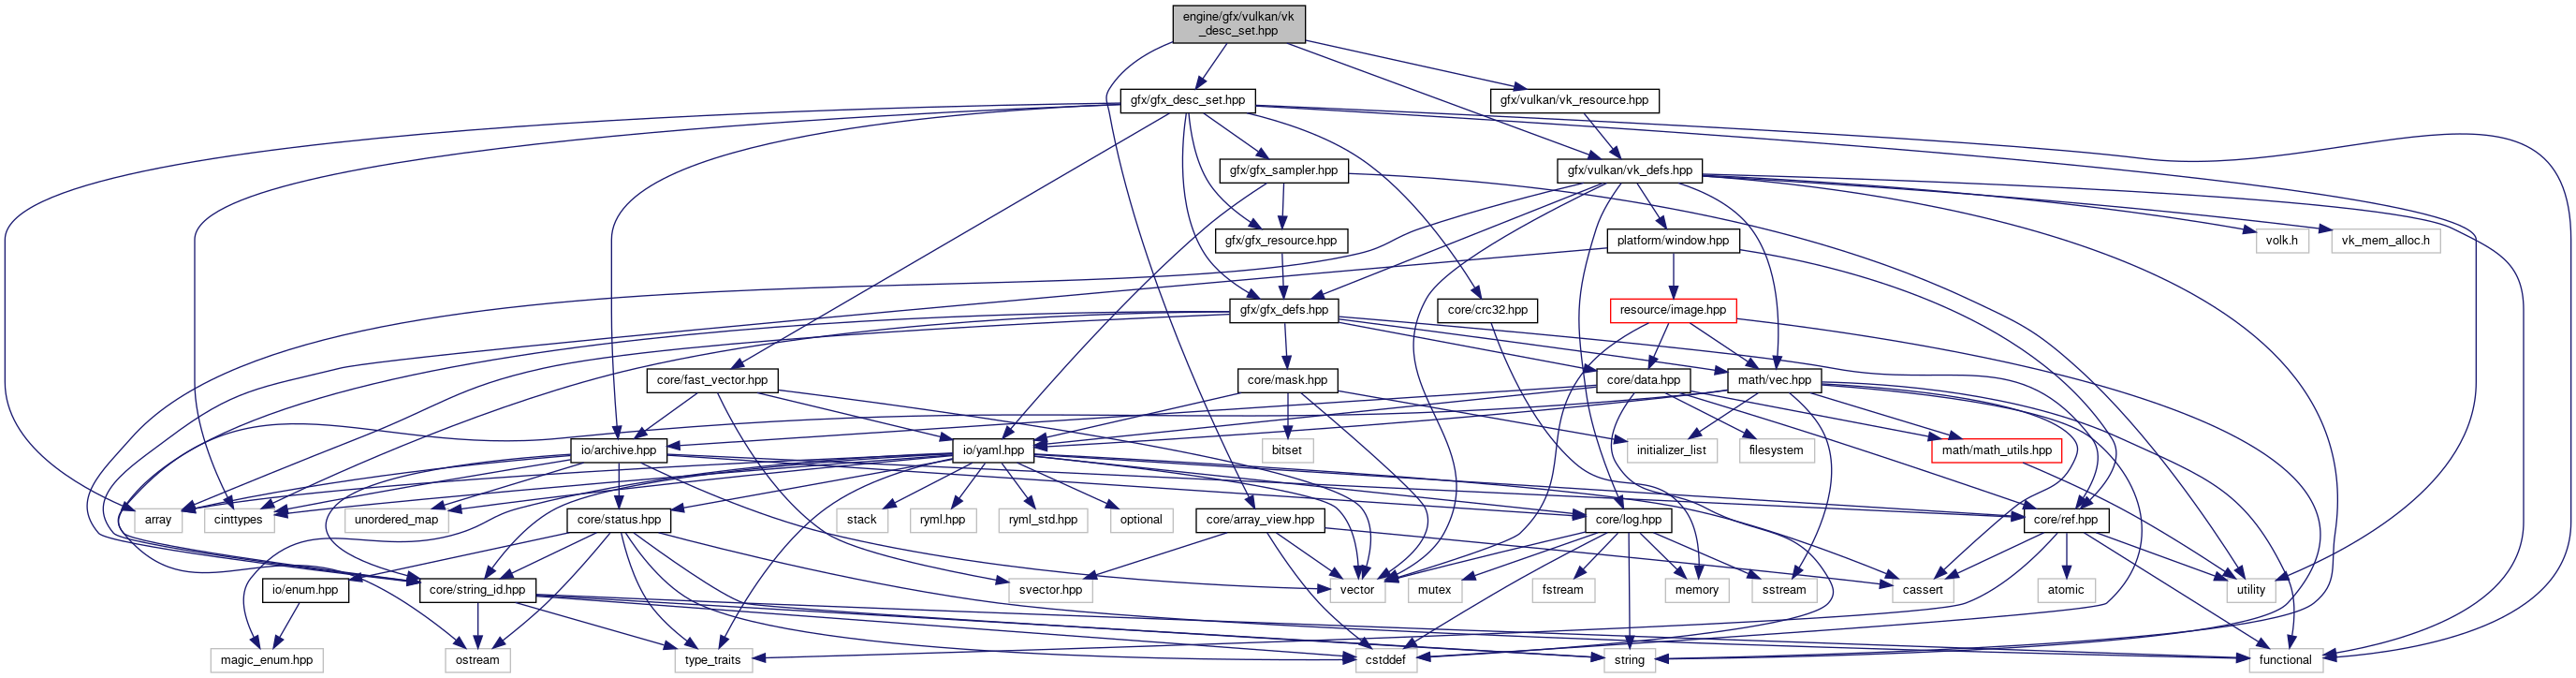 engine/gfx/vulkan/vk
_desc_set.hpp
gfx/gfx_desc_set.hpp
gfx/vulkan/vk_resource.hpp
gfx/gfx_sampler.hpp
gfx/vulkan/vk_defs.hpp
gfx/gfx_resource.hpp
platform/window.hpp
volk.h
vk_mem_alloc.h
gfx/gfx_defs.hpp
core/crc32.hpp
resource/image.hpp
core/fast_vector.hpp
core/mask.hpp
core/data.hpp
math/vec.hpp
io/archive.hpp
io/yaml.hpp
bitset
initializer_list
filesystem
math/math_utils.hpp
array
cinttypes
unordered_map
core/status.hpp
stack
ryml.hpp
ryml_std.hpp
optional
core/array_view.hpp
core/log.hpp
core/ref.hpp
io/enum.hpp
core/string_id.hpp
svector.hpp
vector
mutex
fstream
memory
sstream
cassert
atomic
utility
magic_enum.hpp
ostream
type_traits
cstddef
string
functional